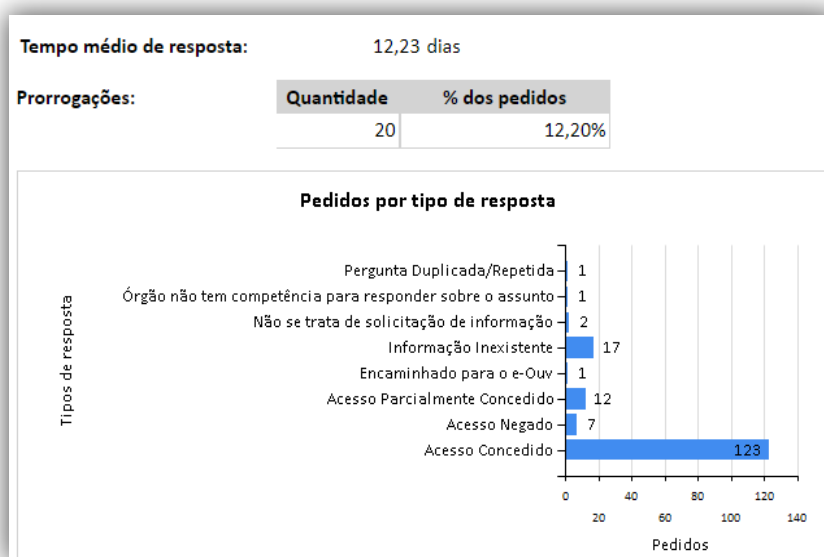 Tempo médio de resposta: 12,23 dias
Prorrogações: Quantidade % dos pedidos
20 12,20%
Pedidos por tipo de resposta
Tipos de resposta
Pergunta Duplicada/Repetida 1
Órgão não tem competência para responder sobre o assunto 1
Não se trata de solicitação de informação 2
Informação Inexistente 17
Encaminhado para o e-Ouv 1
Acesso Parcialmente Concedido 12
Acesso Negado 7
Acesso Concedido 123
0 40 80 120
20 60 100 140
Pedidos